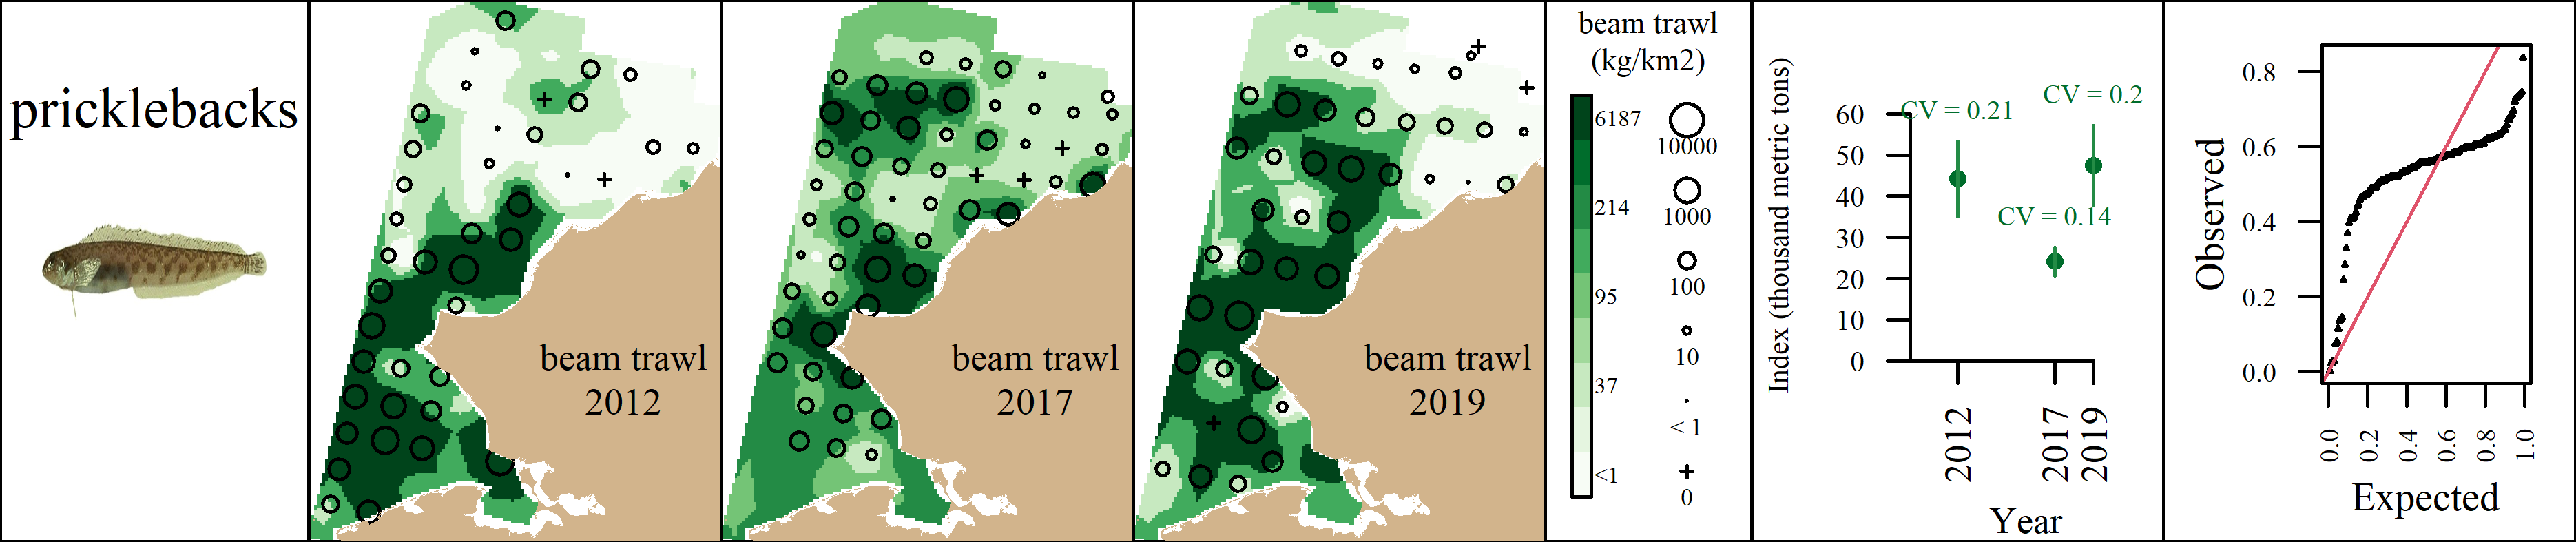 pricklebacks
beam trawl
2012
beam trawl
2017
beam trawl
2019
beam trawl
(kg/km2)
6187
214
95
37
<1
10000
1000
100
10
< 1
0
Index (thousand metric tons)
60
50
40
30
20
10
0
CV = 0.21
CV = 0.2
CV = 0.14
2012
2017
2019
Year
Observed
0.8
0.6
0.4
0.2
0.0
0.0
0.2
0.4
0.6
0.8
1.0
Expected